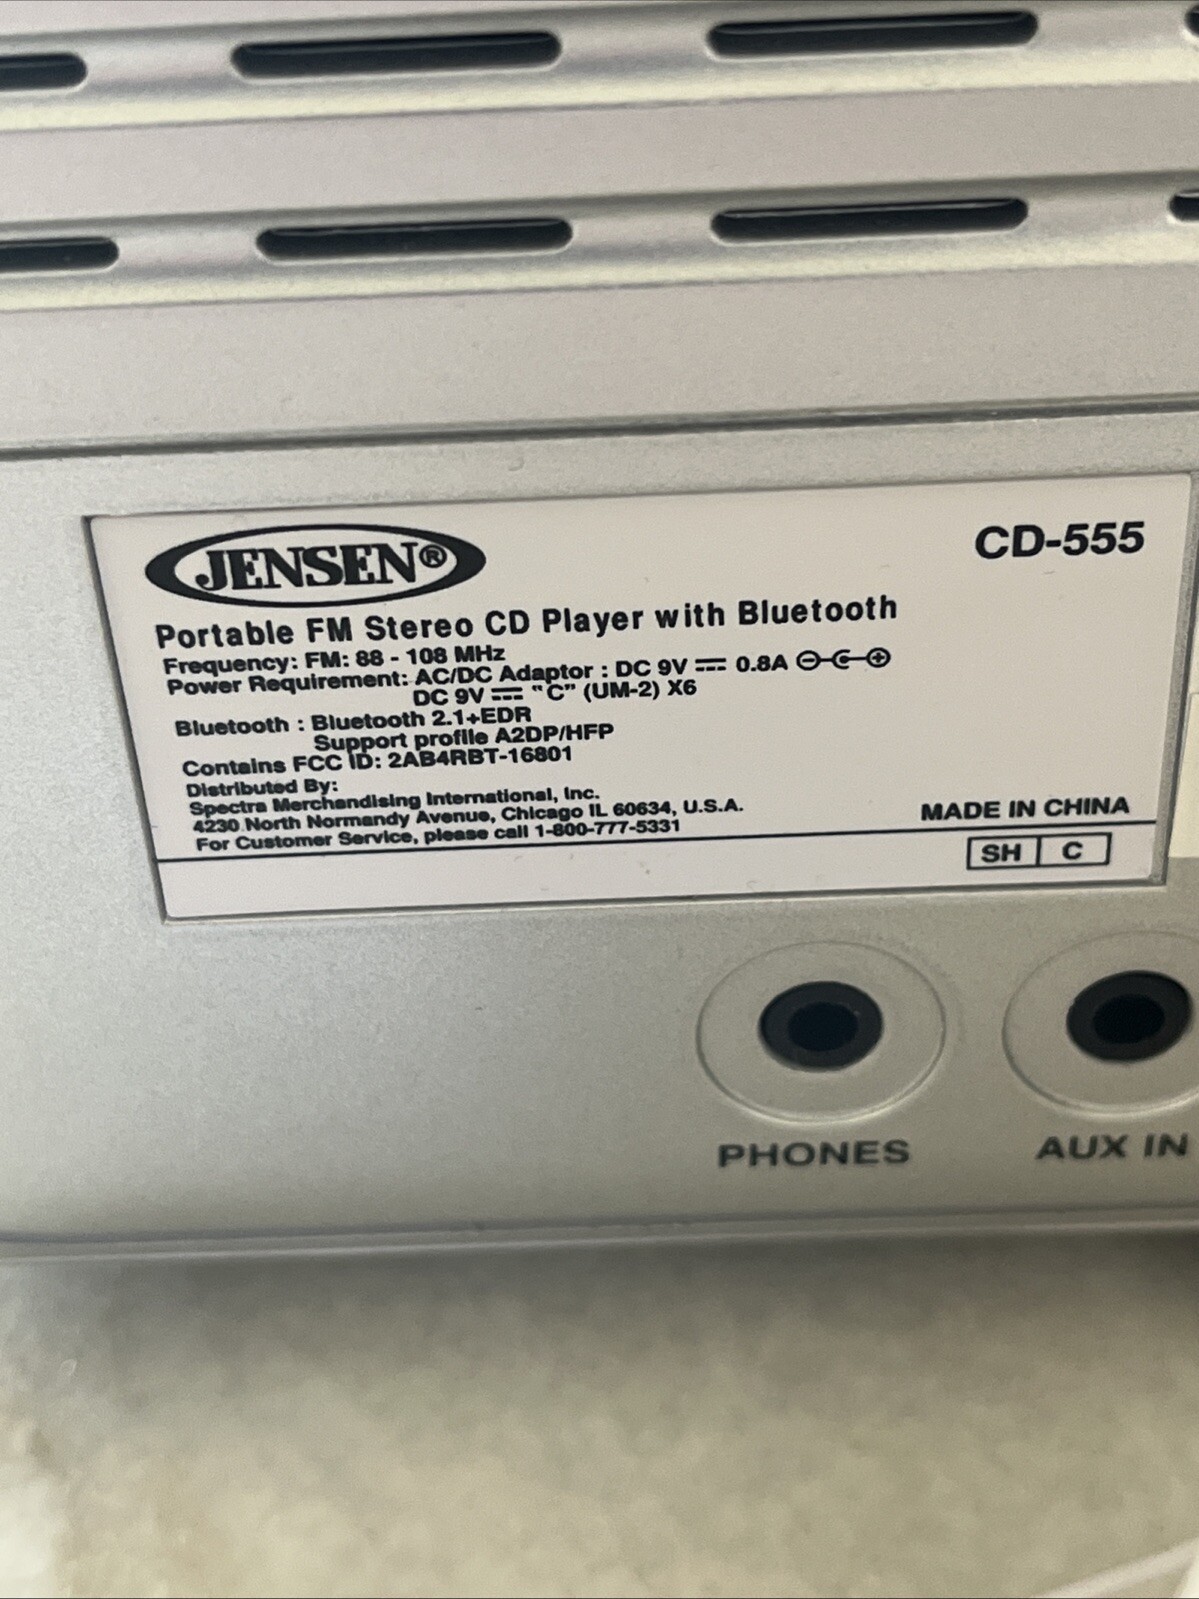 JENSEN®
CD-555
Portable FM Stereo CD Player with Bluetooth
Frequency: FM: 88 - 108 MHz
Power Requirement: AC/DC Adaptor : DC 9V ⎓ 0.8A
DC 9V ⎓ "C" (UM-2) X6
Bluetooth : Bluetooth 2.1+EDR
Support profile A2DP/HFP
Contains FCC ID: 2AB4RBT-16801
Distributed By:
Spectra Merchandising International, Inc.
4230 North Normandy Avenue, Chicago IL 60634, U.S.A.
For Customer Service, please call 1-800-777-5331
MADE IN CHINA
SH C
PHONES
AUX IN